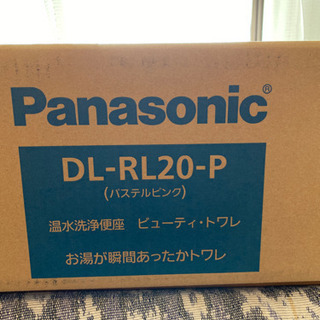 Panasonic®
DL-RL20-P
(パステルピンク)
温水洗浄便座 ビューティ・トワレ
お湯が瞬間あったかトワレ